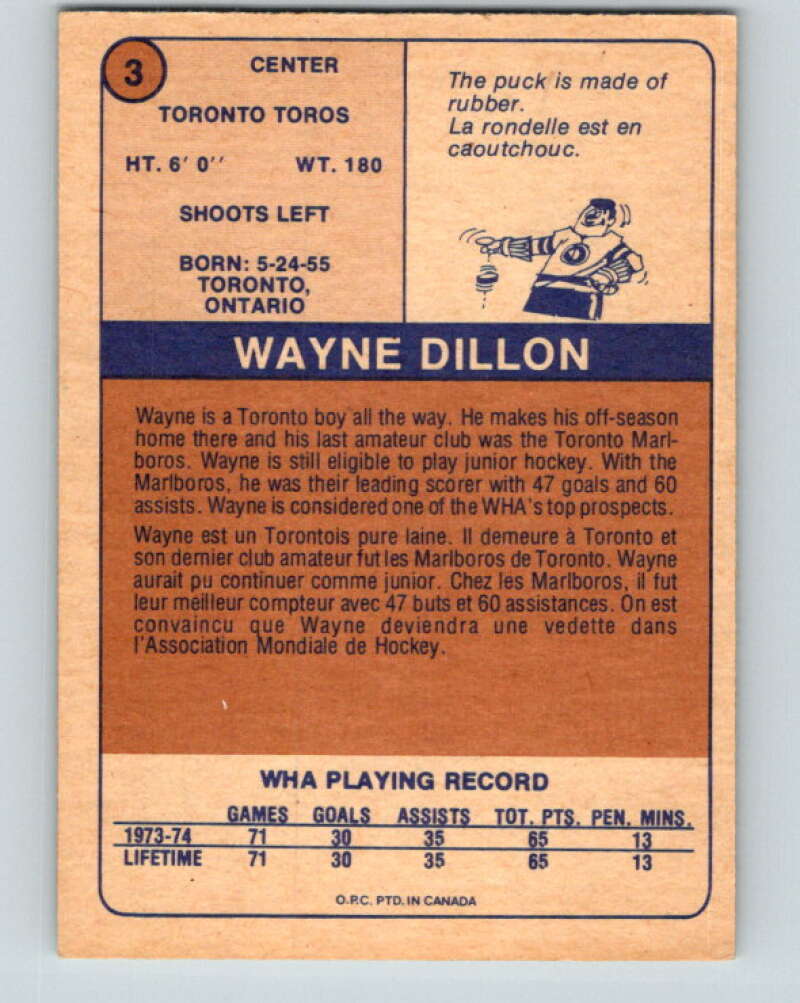 3
CENTER
TORONTO TOROS
HT. 6' 0'' WT. 180
SHOOTS LEFT
BORN: 5-24-55
TORONTO,
ONTARIO
The puck is made of
rubber.
La rondelle est en
caoutchouc.
WAYNE DILLON
Wayne is a Toronto boy all the way. He makes his off-season
home there and his last amateur club was the Toronto Marl-
boros. Wayne is still eligible to play junior hockey. With the
Marlboros, he was their leading scorer with 47 goals and 60
assists. Wayne is considered one of the WHA's top prospects.
Wayne est un Torontois pure laine. Il demeure à Toronto et
son dernier club amateur fut les Marlboros de Toronto. Wayne
aurait pu continuer comme junior. Chez les Marlboros, il fut
leur meilleur compteur avec 47 buts et 60 assistances. On est
convaincu que Wayne deviendra une vedette dans
l'Association Mondiale de Hockey.
WHA PLAYING RECORD
GAMES GOALS ASSISTS TOT. PTS. PEN. MINS.
1973-74 71 30 35 65 13
LIFETIME 71 30 35 65 13
O.P.C. PTD. IN CANADA